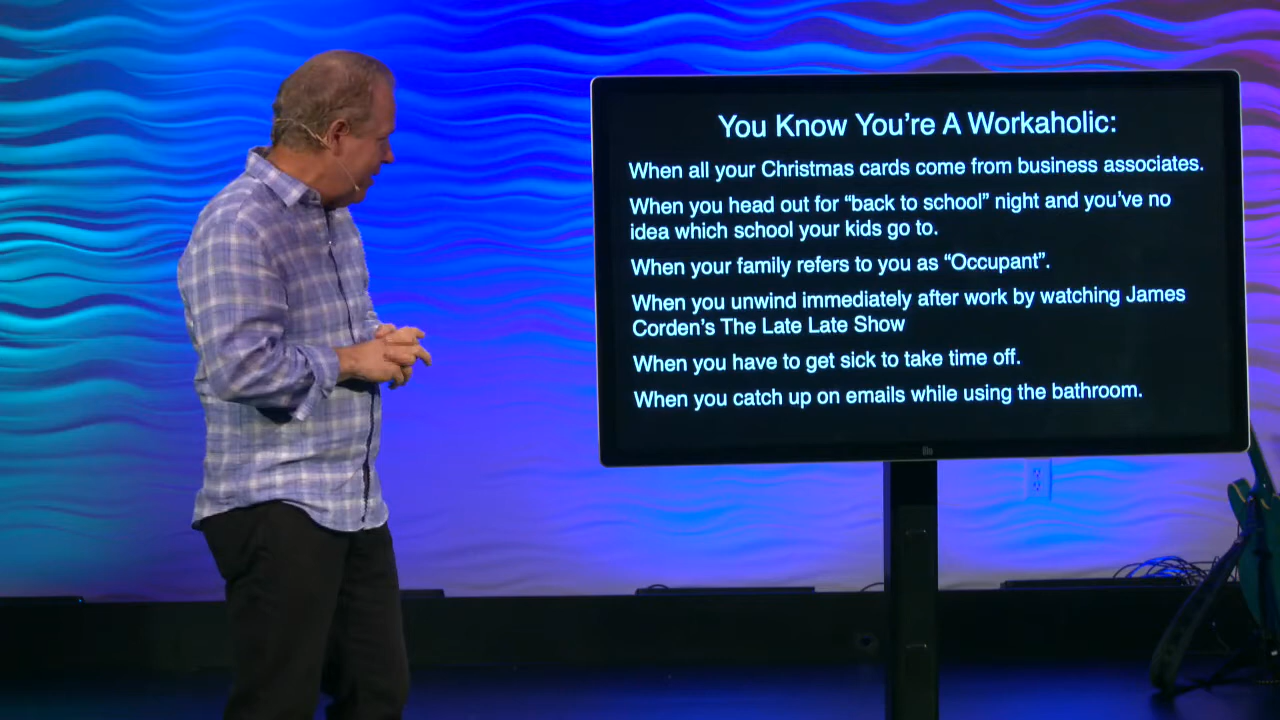 You Know You're A Workaholic:
When all your Christmas cards come from business associates.
When you head out for “back to school” night and you've no
idea which school your kids go to.
When your family refers to you as “Occupant”.
When you unwind immediately after work by watching James
Corden's The Late Late Show
When you have to get sick to take time off.
When you catch up on emails while using the bathroom.
elo